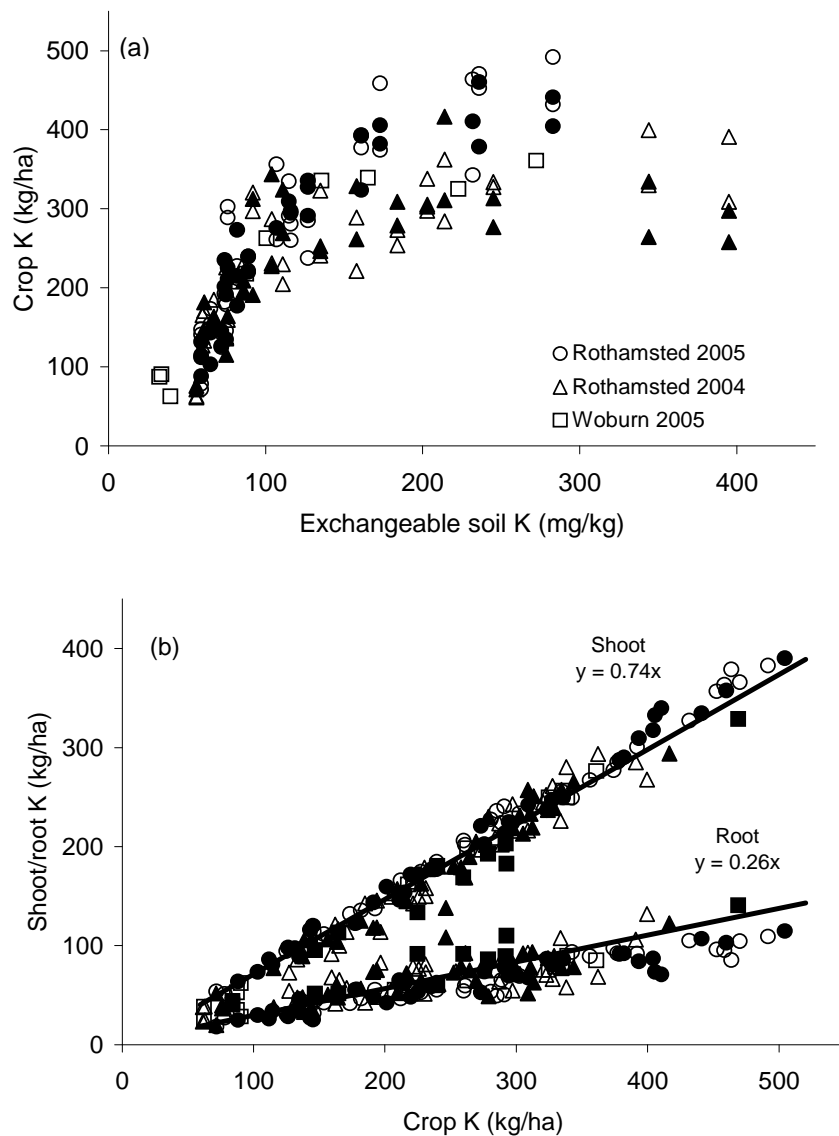 (a)
500
400
300
200
100
0
Crop K (kg/ha)
Rothamsted 2005
Rothamsted 2004
Woburn 2005
0 100 200 300 400
Exchangeable soil K (mg/kg)
(b)
400
300
200
100
0
Shoot/root K (kg/ha)
Shoot
y = 0.74x
Root
y = 0.26x
0 100 200 300 400 500
Crop K (kg/ha)